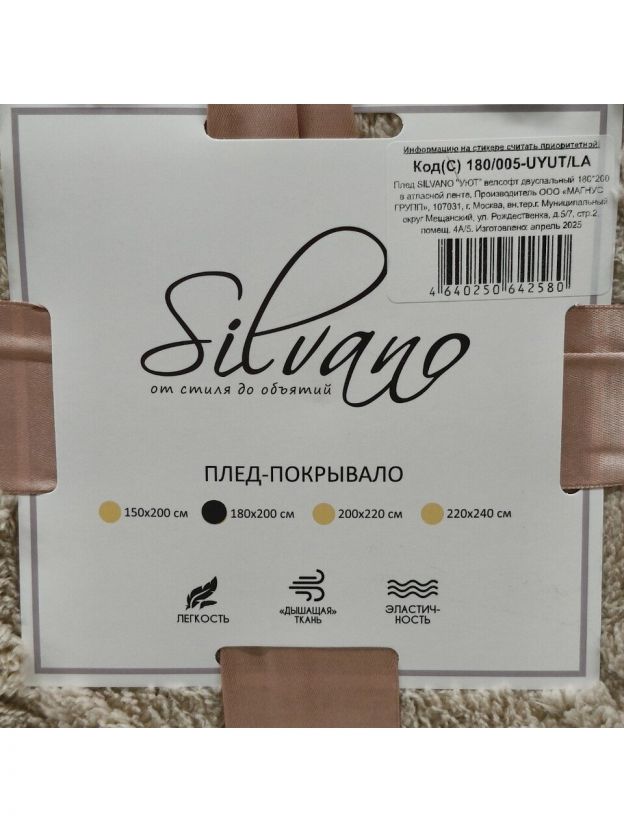 Информацию на стикере считать приоритетной!
Код(С) 180/005-UYUT/LA
Плед SILVANO "УЮТ" велсофт двуспальный 180*200
в атласной ленте, Производитель ООО «МАГНУС
ГРУПП», 107031, г. Москва, вн.тер.г. Муниципальный
округ Мещанский, ул. Рождественка, д.5/7, стр.2,
помещ. 4А/5. Изготовлено: апрель 2025
4 640250 642580
Silvano
от стиля до объятий
ПЛЕД-ПОКРЫВАЛО
150x200 см 180x200 см 200x220 см 220x240 см
ЛЕГКОСТЬ
«ДЫШАЩАЯ»
ТКАНЬ
ЭЛАСТИЧ-
НОСТЬ